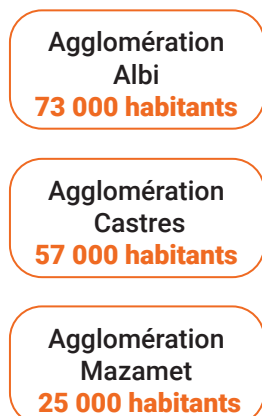 Agglomération
Albi
73 000 habitants
Agglomération
Castres
57 000 habitants
Agglomération
Mazamet
25 000 habitants